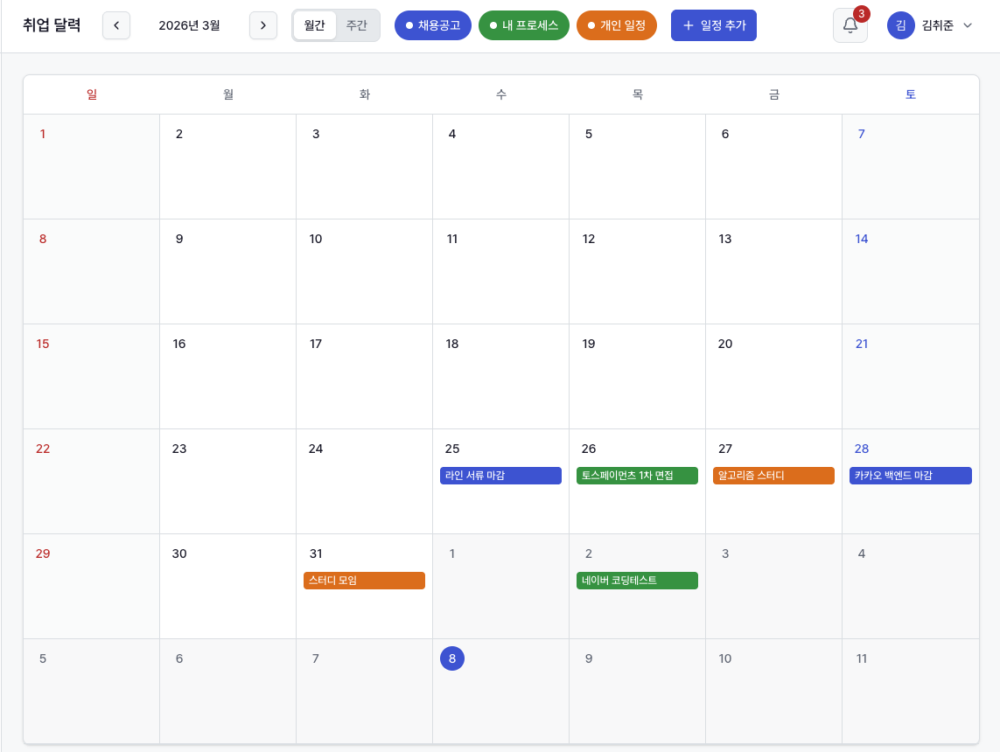 취업 달력 2026년 3월 월간 주간 채용공고 내 프로세스 개인 일정 + 일정 추가 3 김 김취준
일 월 화 수 목 금 토
1 2 3 4 5 6 7
8 9 10 11 12 13 14
15 16 17 18 19 20 21
22 23 24 25 26 27 28
라인 서류 마감 토스페이먼츠 1차 면접 알고리즘 스터디 카카오 백엔드 마감
29 30 31 1 2 3 4
스터디 모임 네이버 코딩테스트
5 6 7 8 9 10 11